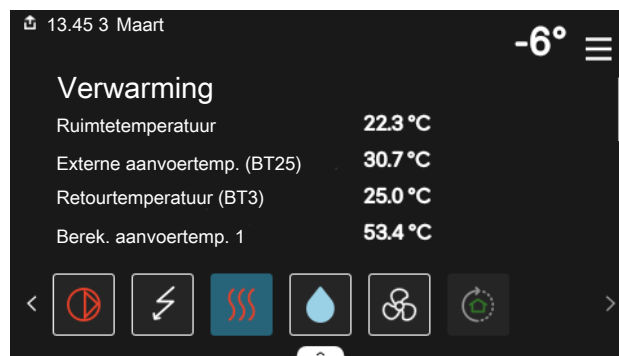 13.45 3 Maart
-6°
Verwarming
Ruimtetemperatuur 22.3 °C
Externe aanvoertemp. (BT25) 30.7 °C
Retourtemperatuur (BT3) 25.0 °C
Berek. aanvoertemp. 1 53.4 °C